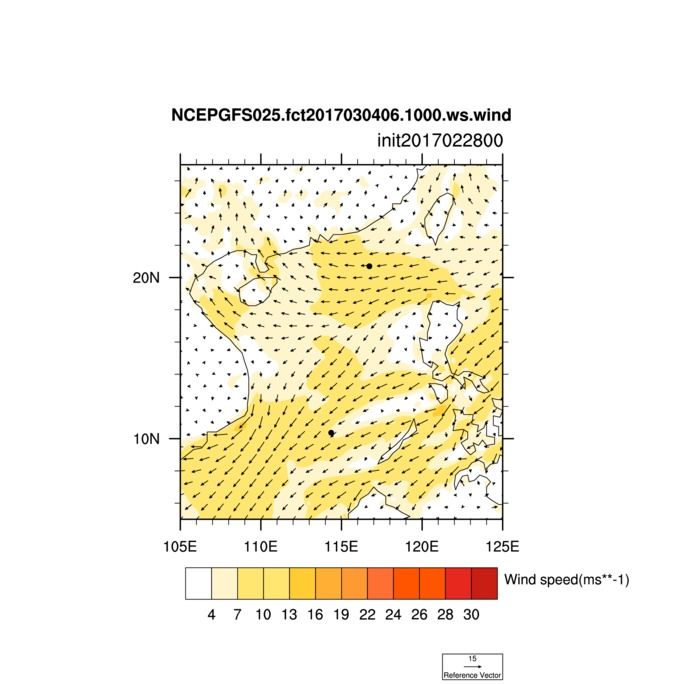 NCEPGFS025.fct2017030406.1000.ws.wind
init2017022800
20N
10N
105E 110E 115E 120E 125E
Wind speed(ms**-1)
4 7 10 13 16 19 22 24 26 28 30
15
Reference Vector